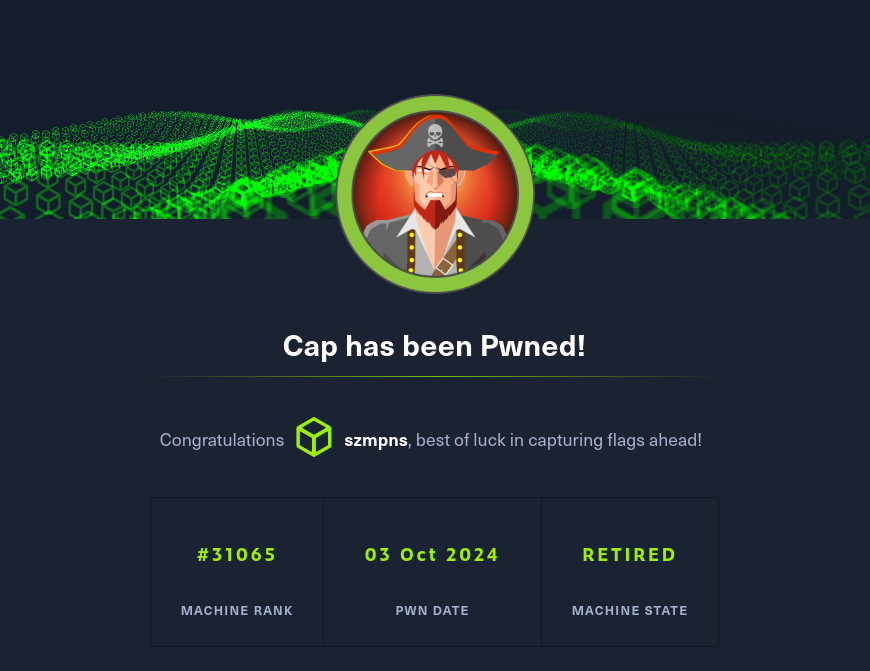 Cap has been Pwned!
Congratulations szmpns, best of luck in capturing flags ahead!
#31065 03 Oct 2024 RETIRED
MACHINE RANK PWN DATE MACHINE STATE